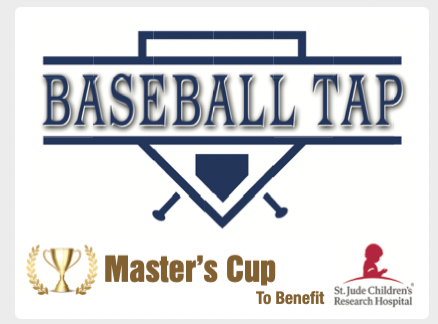 BASEBALL TAP
Master's Cup
To Benefit
St. Jude Children's
Research Hospital